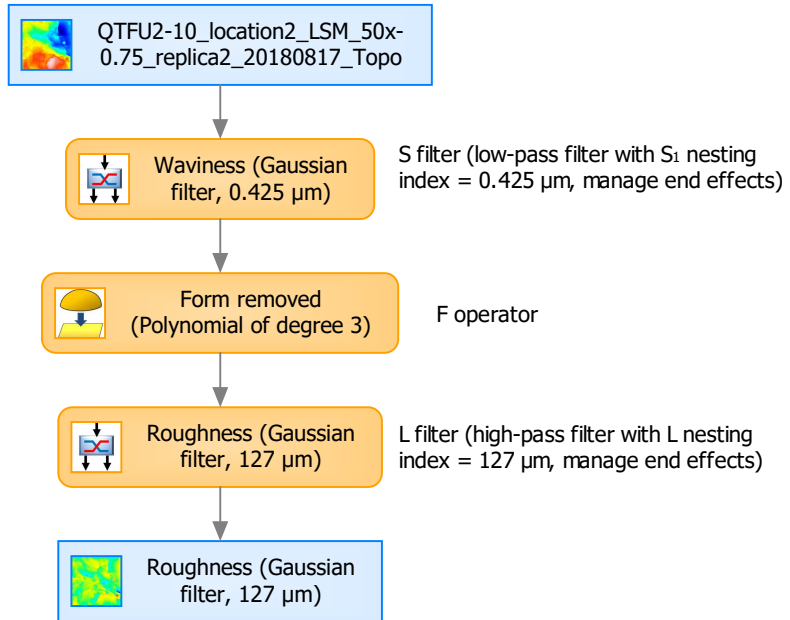 QTFU2-10_location2_LSM_50x-
0.75_replica2_20180817_Topo
Waviness (Gaussian
filter, 0.425 µm)
S filter (low-pass filter with S₁ nesting
index = 0.425 µm, manage end effects)
Form removed
(Polynomial of degree 3)
F operator
Roughness (Gaussian
filter, 127 µm)
L filter (high-pass filter with L nesting
index = 127 µm, manage end effects)
Roughness (Gaussian
filter, 127 µm)